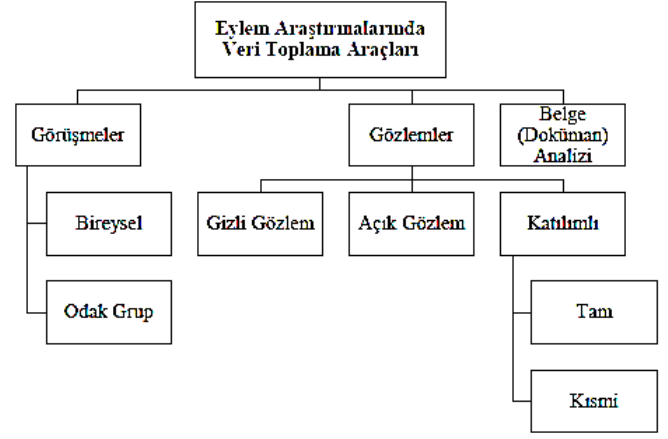 Eylem Araştırmalarında
Veri Toplama Araçları
Görüşmeler
Gözlemler
Belge
(Doküman)
Analizi
Bireysel
Gizli Gözlem
Açık Gözlem
Katılımlı
Odak Grup
Tam
Kısmi